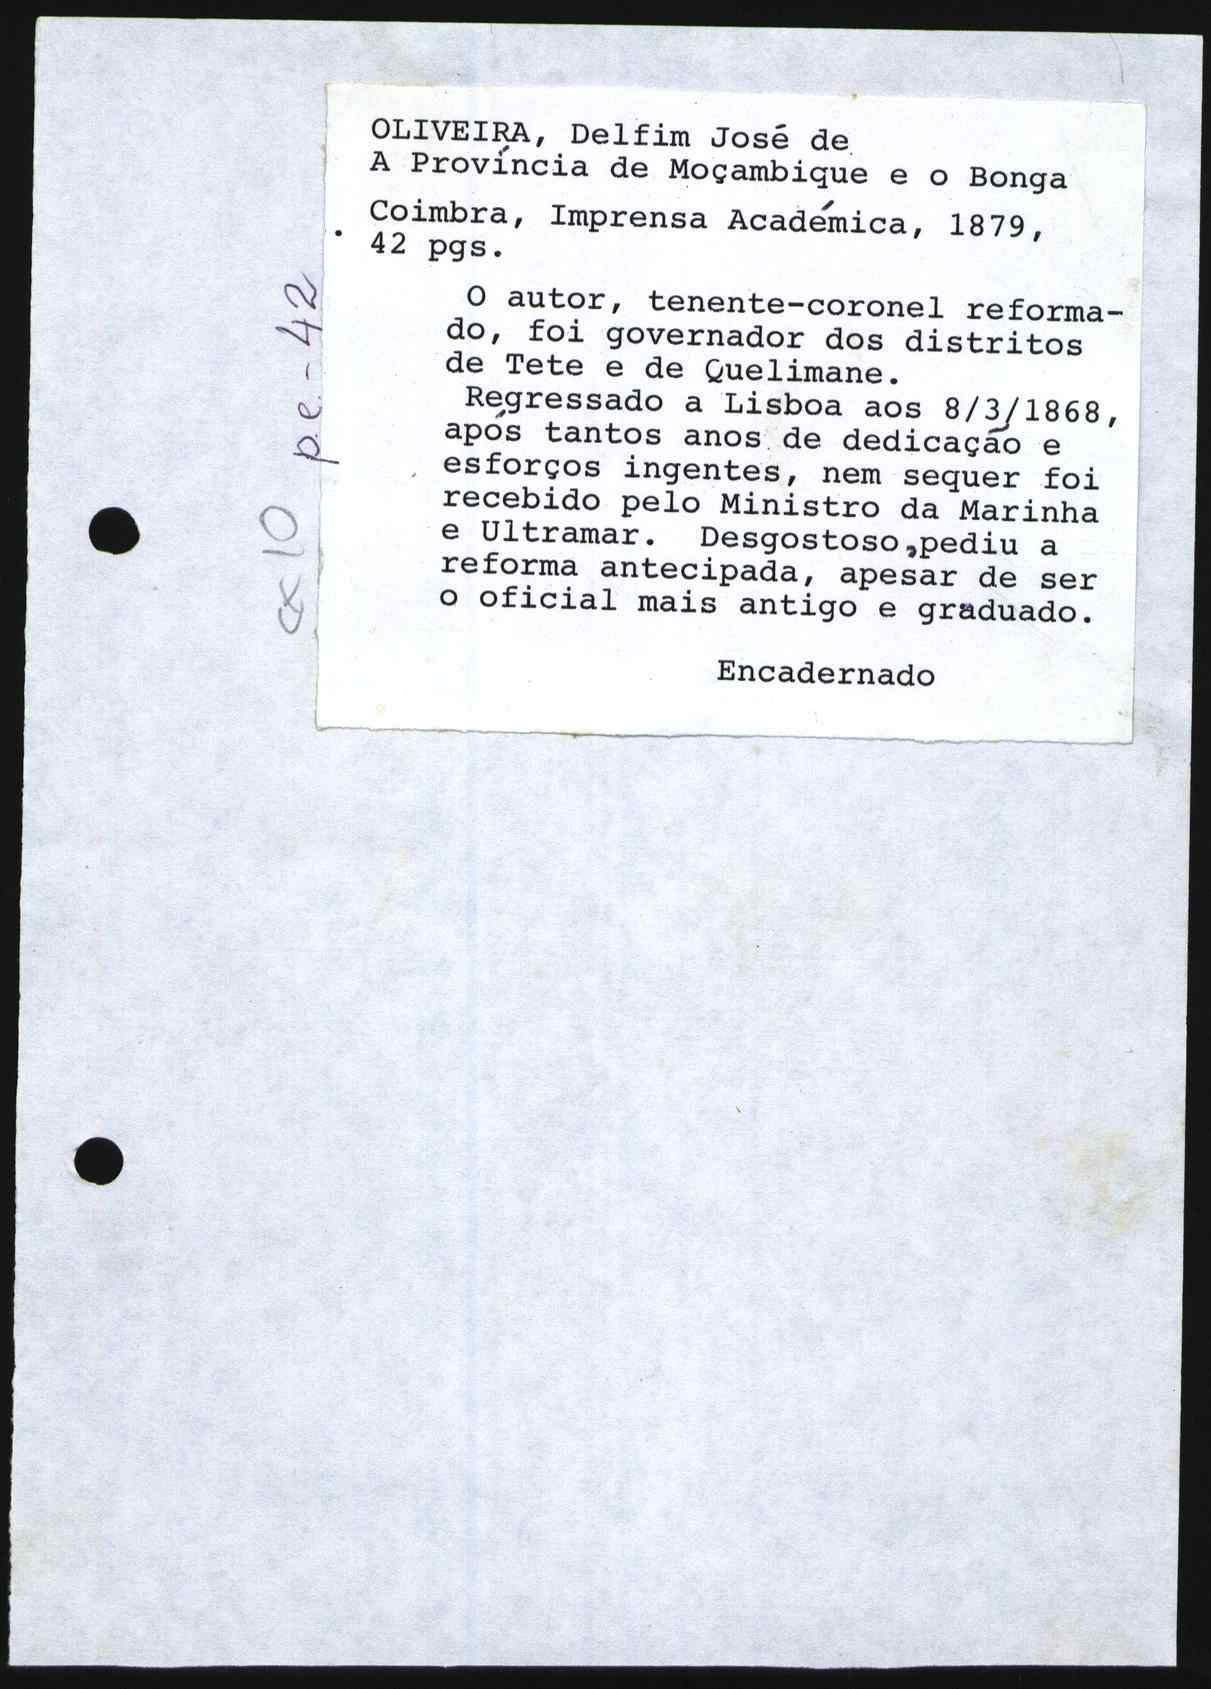 OLIVEIRA, Delfim José de
A Província de Moçambique e o Bonga
Coimbra, Imprensa Académica, 1879,
42 pgs.
O autor, tenente-coronel reforma-
do, foi governador dos distritos
de Tete e de Quelimane.
Regressado a Lisboa aos 8/3/1868,
após tantos anos de dedicação e
esforços ingentes, nem sequer foi
recebido pelo Ministro da Marinha
e Ultramar. Desgostoso,pediu a
reforma antecipada, apesar de ser
o oficial mais antigo e graduado.
Encadernado
cx 10 p.e.-42